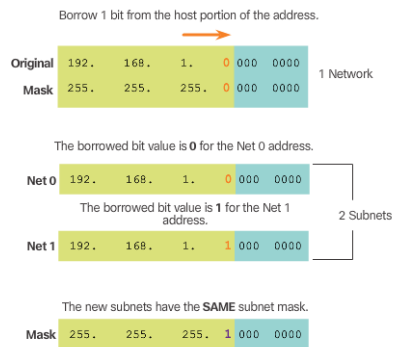 Borrow 1 bit from the host portion of the address.
Original 192. 168. 1. 0 000 0000
Mask 255. 255. 255. 0 000 0000
1 Network
The borrowed bit value is 0 for the Net 0 address.
Net 0 192. 168. 1. 0 000 0000
The borrowed bit value is 1 for the Net 1
address.
2 Subnets
Net 1 192. 168. 1. 1 000 0000
The new subnets have the SAME subnet mask.
Mask 255. 255. 255. 1 000 0000